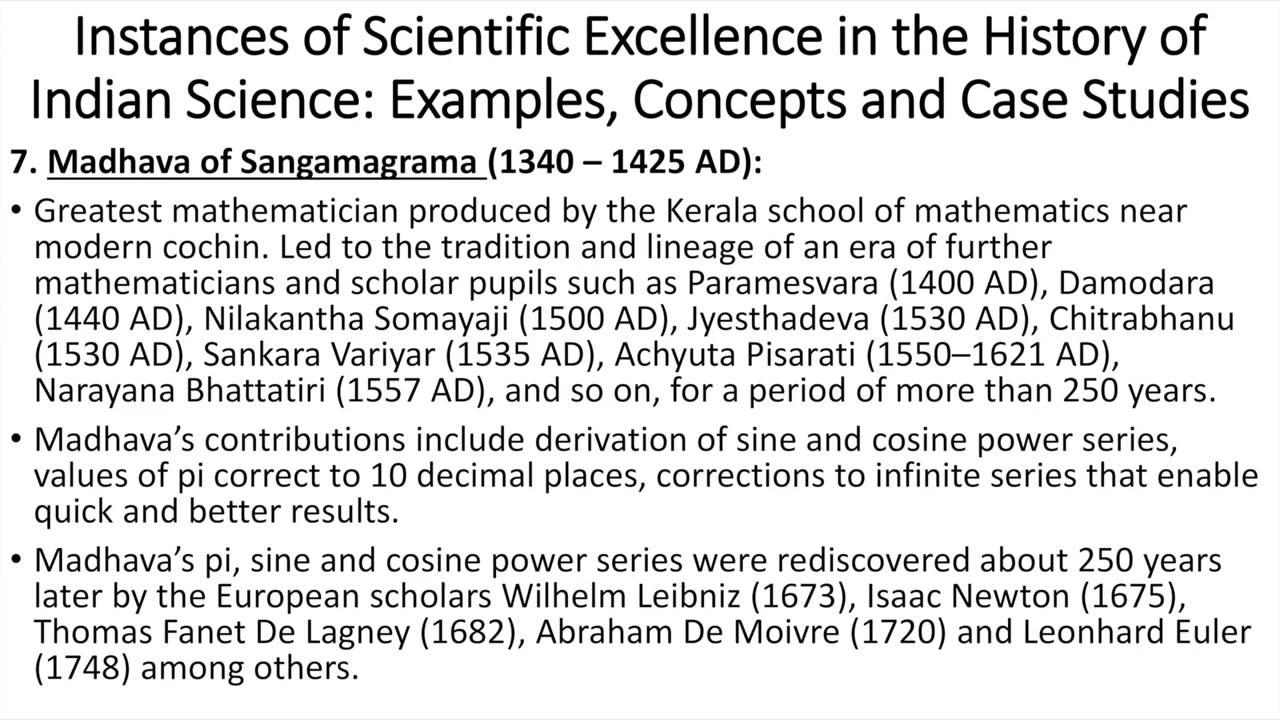 Instances of Scientific Excellence in the History of
Indian Science: Examples, Concepts and Case Studies
7. Madhava of Sangamagrama (1340 – 1425 AD):
• Greatest mathematician produced by the Kerala school of mathematics near
modern cochin. Led to the tradition and lineage of an era of further
mathematicians and scholar pupils such as Paramesvara (1400 AD), Damodara
(1440 AD), Nilakantha Somayaji (1500 AD), Jyesthadeva (1530 AD), Chitrabhanu
(1530 AD), Sankara Variyar (1535 AD), Achyuta Pisarati (1550–1621 AD),
Narayana Bhattatiri (1557 AD), and so on, for a period of more than 250 years.
• Madhava’s contributions include derivation of sine and cosine power series,
values of pi correct to 10 decimal places, corrections to infinite series that enable
quick and better results.
• Madhava’s pi, sine and cosine power series were rediscovered about 250 years
later by the European scholars Wilhelm Leibniz (1673), Isaac Newton (1675),
Thomas Fanet De Lagney (1682), Abraham De Moivre (1720) and Leonhard Euler
(1748) among others.